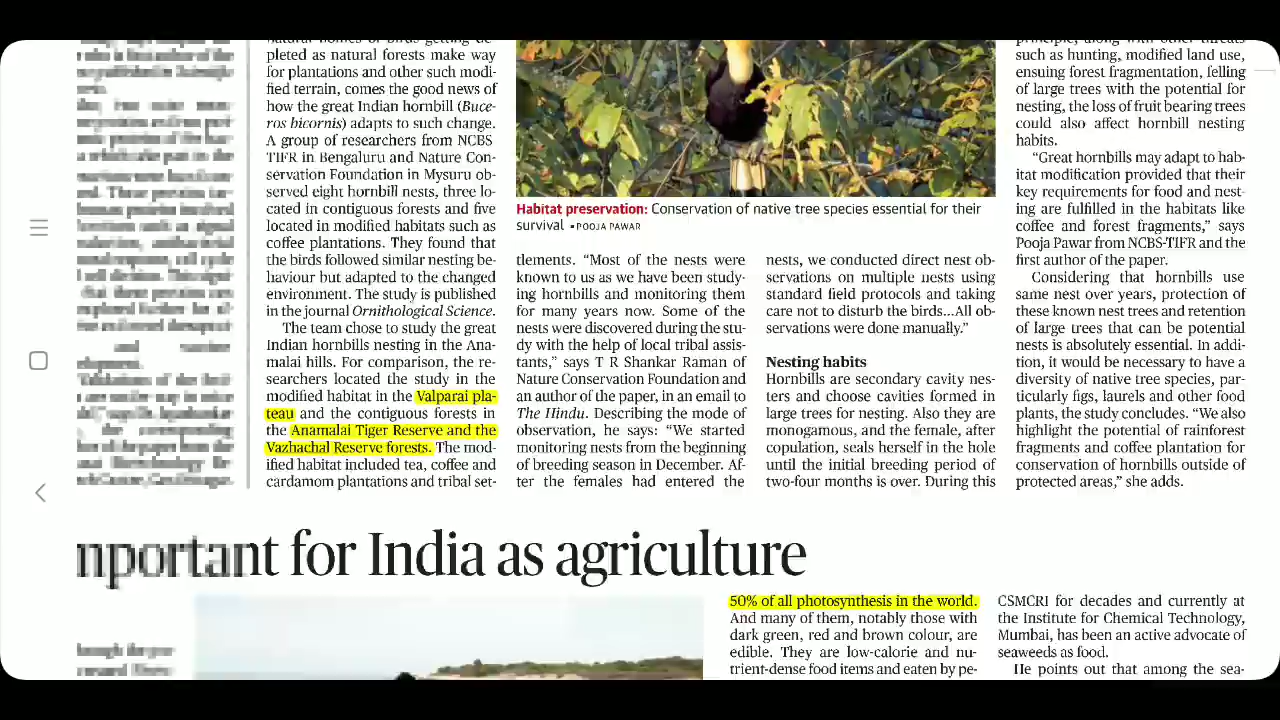 natural homes of birds getting de-
pleted as natural forests make way
for plantations and other such modi-
fied terrain, comes the good news of
how the great Indian hornbill (Buce-
ros bicornis) adapts to such change.
A group of researchers from NCBS
TIFR in Bengaluru and Nature Con-
servation Foundation in Mysuru ob-
served eight hornbill nests, three lo-
cated in contiguous forests and five
located in modified habitats such as
coffee plantations. They found that
the birds followed similar nesting be-
haviour but adapted to the changed
environment. The study is published
in the journal Ornithological Science.
The team chose to study the great
Indian hornbills nesting in the Ana-
malai hills. For comparison, the re-
searchers located the study in the
modified habitat in the Valparai pla-
teau and the contiguous forests in
the Anamalai Tiger Reserve and the
Vazhachal Reserve forests. The mod-
ified habitat included tea, coffee and
cardamom plantations and tribal set-
Habitat preservation: Conservation of native tree species essential for their
survival ▪POOJA PAWAR
tlements. “Most of the nests were
known to us as we have been study-
ing hornbills and monitoring them
for many years now. Some of the
nests were discovered during the stu-
dy with the help of local tribal assis-
tants,” says T R Shankar Raman of
Nature Conservation Foundation and
an author of the paper, in an email to
The Hindu. Describing the mode of
observation, he says: “We started
monitoring nests from the beginning
of breeding season in December. Af-
ter the females had entered the
nests, we conducted direct nest ob-
servations on multiple nests using
standard field protocols and taking
care not to disturb the birds...All ob-
servations were done manually.”
Nesting habits
Hornbills are secondary cavity nes-
ters and choose cavities formed in
large trees for nesting. Also they are
monogamous, and the female, after
copulation, seals herself in the hole
until the initial breeding period of
two-four months is over. During this
principle, along with other threats
such as hunting, modified land use,
ensuing forest fragmentation, felling
of large trees with the potential for
nesting, the loss of fruit bearing trees
could also affect hornbill nesting
habits.
“Great hornbills may adapt to hab-
itat modification provided that their
key requirements for food and nest-
ing are fulfilled in the habitats like
coffee and forest fragments,” says
Pooja Pawar from NCBS-TIFR and the
first author of the paper.
Considering that hornbills use
same nest over years, protection of
these known nest trees and retention
of large trees that can be potential
nests is absolutely essential. In addi-
tion, it would be necessary to have a
diversity of native tree species, par-
ticularly figs, laurels and other food
plants, the study concludes. “We also
highlight the potential of rainforest
fragments and coffee plantation for
conservation of hornbills outside of
protected areas,” she adds.
mportant for India as agriculture
50% of all photosynthesis in the world.
And many of them, notably those with
dark green, red and brown colour, are
edible. They are low-calorie and nu-
trient-dense food items and eaten by pe-
CSMCRI for decades and currently at
the Institute for Chemical Technology,
Mumbai, has been an active advocate of
seaweeds as food.
He points out that among the sea-